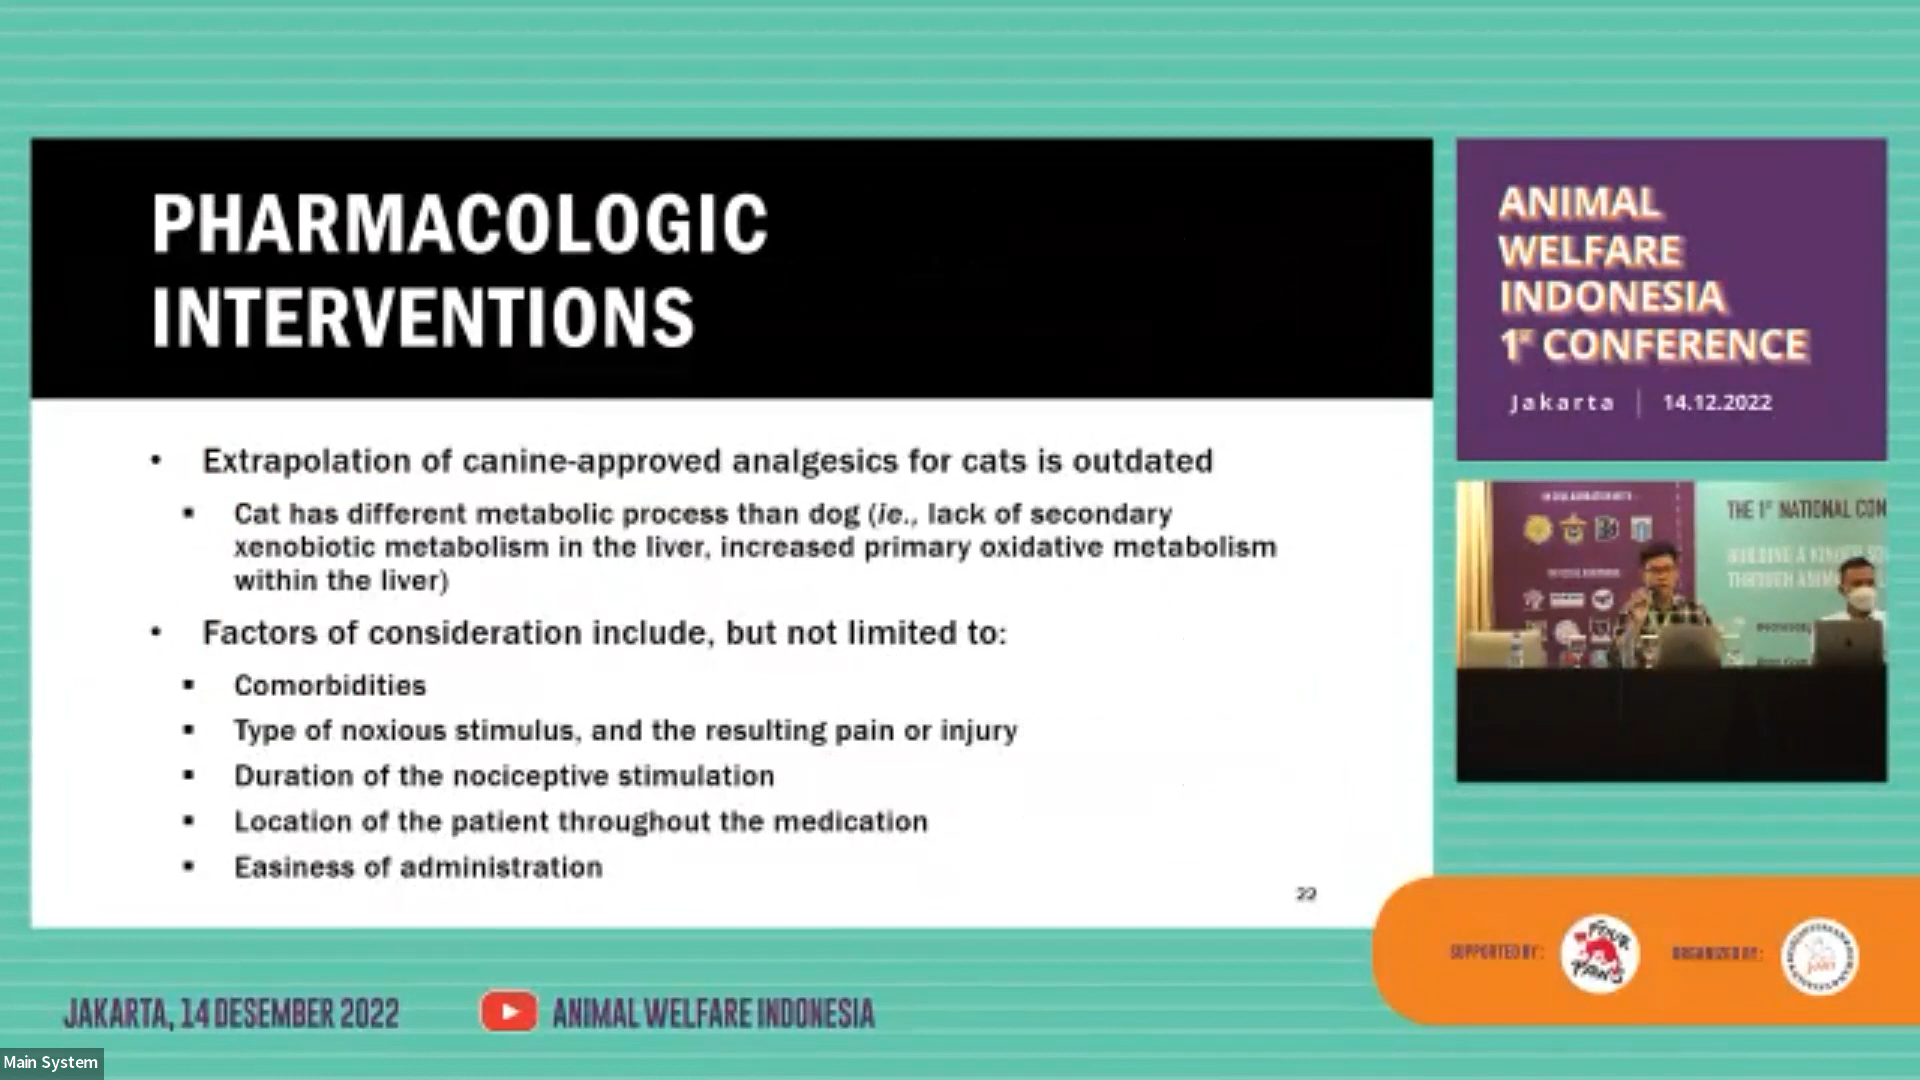 PHARMACOLOGIC
INTERVENTIONS
• Extrapolation of canine-approved analgesics for cats is outdated
▪ Cat has different metabolic process than dog (ie., lack of secondary
xenobiotic metabolism in the liver, increased primary oxidative metabolism
within the liver)
• Factors of consideration include, but not limited to:
▪ Comorbidities
▪ Type of noxious stimulus, and the resulting pain or injury
▪ Duration of the nociceptive stimulation
▪ Location of the patient throughout the medication
▪ Easiness of administration
22
ANIMAL
WELFARE
INDONESIA
1st CONFERENCE
Jakarta | 14.12.2022
THE 1st NATIONAL CON
BUILDING A KINDER
THROUGH ANIM
SUPPORTED BY:
FOUR
PAWS
ORGANIZED BY:
JAKARTA, 14 DESEMBER 2022
ANIMAL WELFARE INDONESIA
Main System